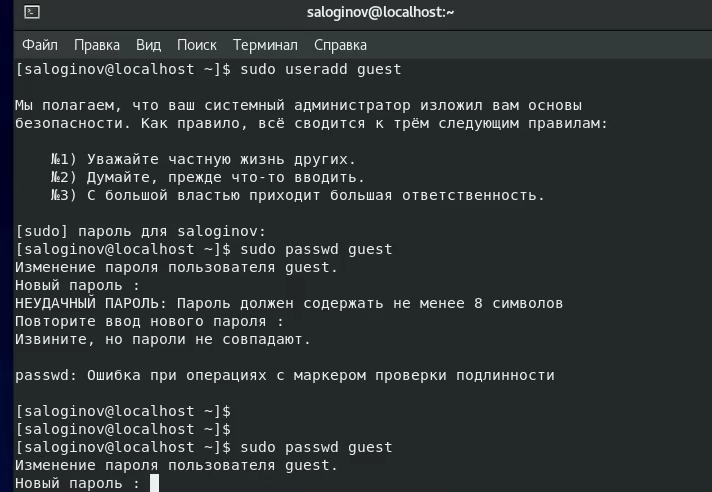 saloginov@localhost:~
Файл Правка Вид Поиск Терминал Справка
[saloginov@localhost ~]$ sudo useradd guest
Мы полагаем, что ваш системный администратор изложил вам основы
безопасности. Как правило, всё сводится к трём следующим правилам:
№1) Уважайте частную жизнь других.
№2) Думайте, прежде что-то вводить.
№3) С большой властью приходит большая ответственность.
[sudo] пароль для saloginov:
[saloginov@localhost ~]$ sudo passwd guest
Изменение пароля пользователя guest.
Новый пароль :
НЕУДАЧНЫЙ ПАРОЛЬ: Пароль должен содержать не менее 8 символов
Повторите ввод нового пароля :
Извините, но пароли не совпадают.
passwd: Ошибка при операциях с маркером проверки подлинности
[saloginov@localhost ~]$
[saloginov@localhost ~]$
[saloginov@localhost ~]$ sudo passwd guest
Изменение пароля пользователя guest.
Новый пароль :